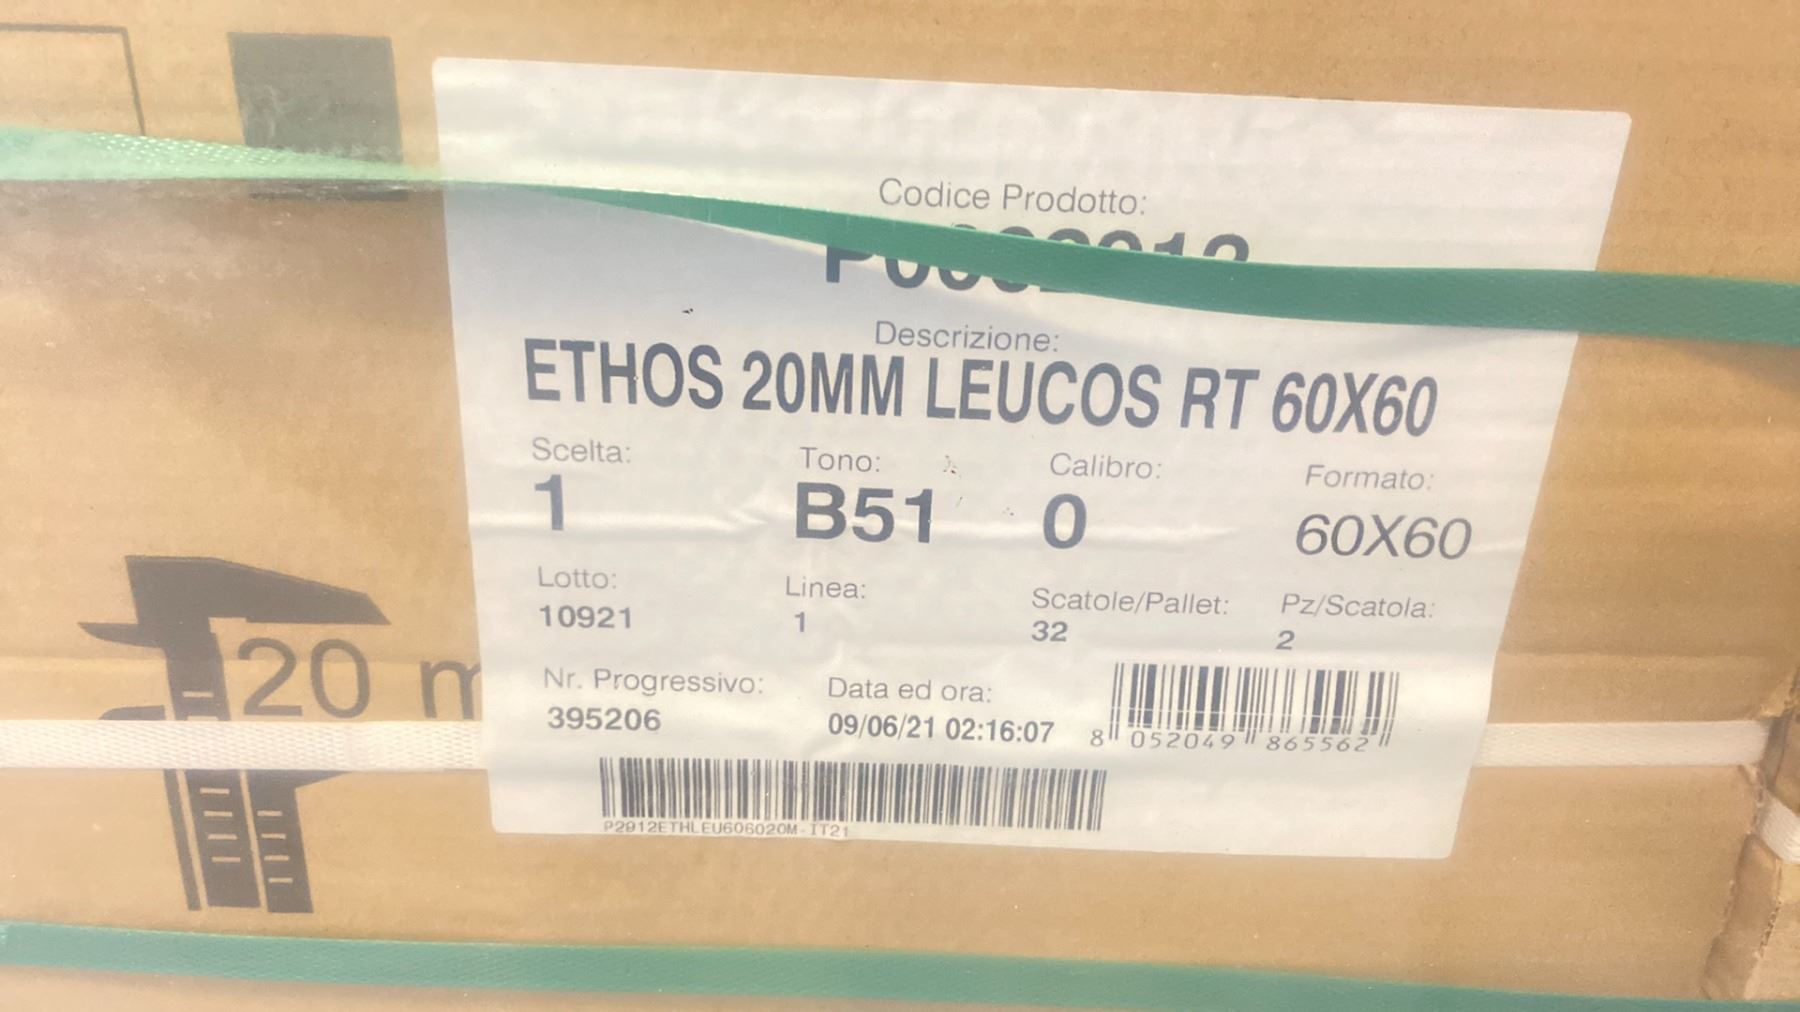 Codice Prodotto:
Descrizione:
ETHOS 20MM LEUCOS RT 60X60
Scelta: Tono: Calibro: Formato:
1 B51 0 60X60
Lotto: Linea: Scatole/Pallet: Pz/Scatola:
10921 1 32 2
20
Nr. Progressivo: Data ed ora:
395206 09/06/21 02:16:07
8 052049 865562
P2912ETHLEU606020M-IT21